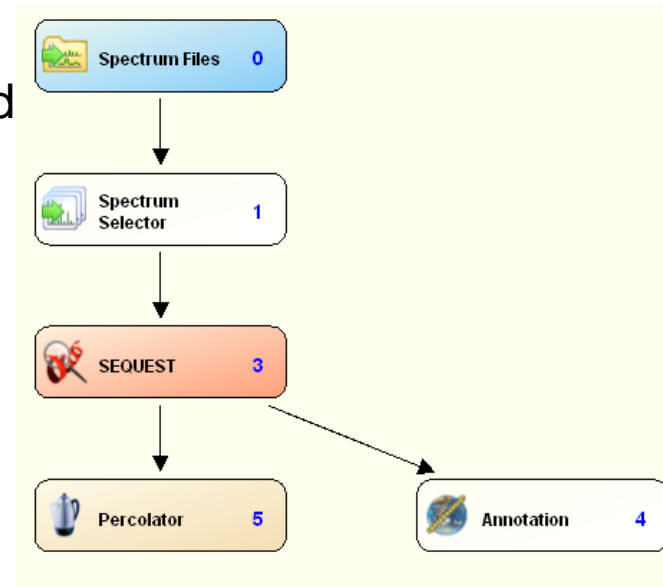 Spectrum Files 0
d
Spectrum
Selector 1
SEQUEST 3
Percolator 5
Annotation 4